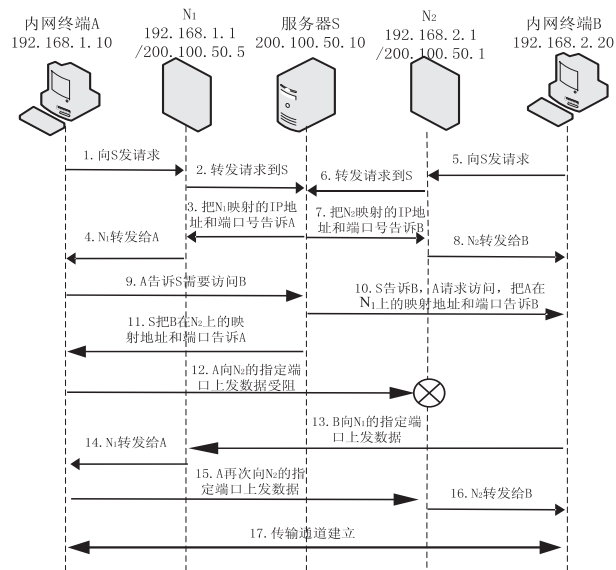 内网终端A
192.168.1.10
N₁
192.168.1.1
/200.100.50.5
服务器S
200.100.50.10
N₂
192.168.2.1
/200.100.50.1
内网终端B
192.168.2.20
1.向S发请求
2.转发请求到S
5.向S发请求
6.转发请求到S
3.把N₁映射的IP地
址和端口号告诉A
7.把N₂映射的IP地
址和端口号告诉B
4.N₁转发给A
8.N₂转发给B
9.A告诉S需要访问B
10.S告诉B，A请求访问，把A在
N₁上的映射地址和端口告诉B
11.S把B在N₂上的映
射地址和端口告诉A
12.A向N₂的指定端
口上发数据受阻
13.B向N₁的指定端
口上发数据
14.N₁转发给A
15.A再次向N₂的指
定端口上发数据
16.N₂转发给B
17.传输通道建立